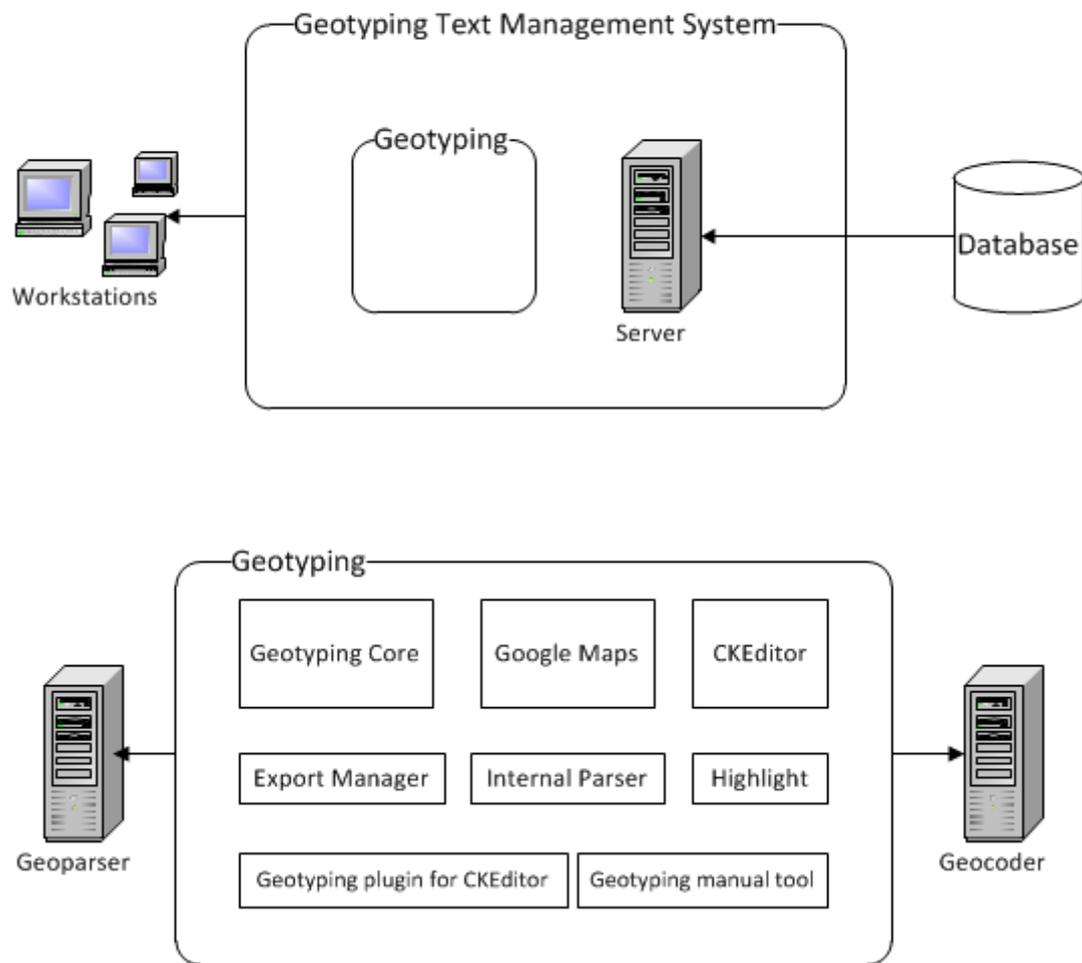 Geotyping Text Management System
Geotyping
Workstations
Server
Database
Geotyping
Geotyping Core
Google Maps
CKEditor
Export Manager
Internal Parser
Highlight
Geoparser
Geocoder
Geotyping plugin for CKEditor
Geotyping manual tool